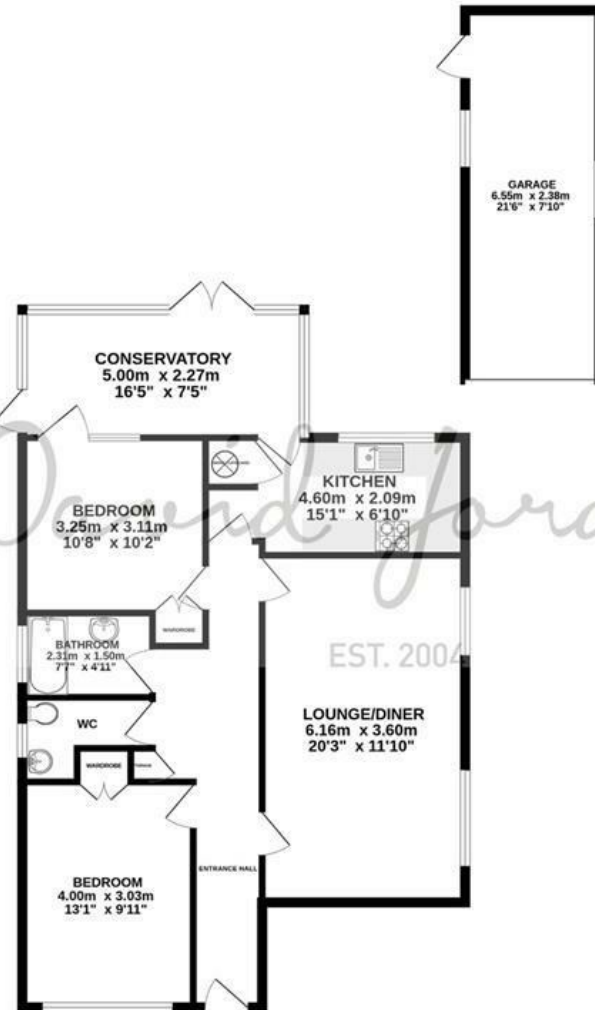 GARAGE
6.55m x 2.38m
21'6" x 7'10"
CONSERVATORY
5.00m x 2.27m
16'5" x 7'5"
KITCHEN
4.60m x 2.09m
15'1" x 6'10"
BEDROOM
3.25m x 3.11m
10'8" x 10'2"
David Jord
WARDROBE
BATHROOM
2.31m x 1.50m
7'7" x 4'11"
EST. 2004
WC
LOUNGE/DINER
6.16m x 3.60m
20'3" x 11'10"
WARDROBE
ENTRANCE HALL
BEDROOM
4.00m x 3.03m
13'1" x 9'11"